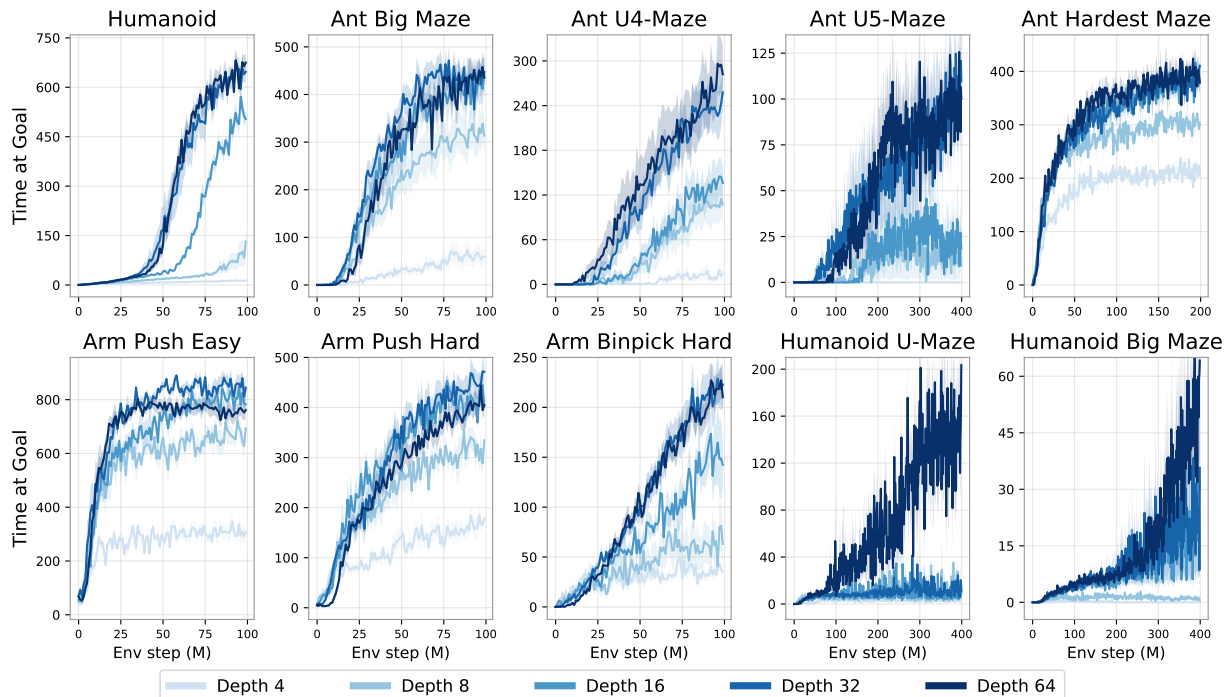 Humanoid
Ant Big Maze
Ant U4-Maze
Ant U5-Maze
Ant Hardest Maze
Time at Goal
750
600
450
300
150
0
0 25 50 75 100
500
400
300
200
100
0
0 25 50 75 100
300
240
180
120
60
0
0 25 50 75 100
125
100
75
50
25
0
0 100 200 300 400
400
300
200
100
0
0 50 100 150 200
Arm Push Easy
Arm Push Hard
Arm Binpick Hard
Humanoid U-Maze
Humanoid Big Maze
Time at Goal
800
600
400
200
0
0 25 50 75 100
Env step (M)
500
400
300
200
100
0
0 25 50 75 100
Env step (M)
250
200
150
100
50
0
0 25 50 75 100
Env step (M)
200
160
120
80
40
0
0 100 200 300 400
Env step (M)
60
45
30
15
0
0 100 200 300 400
Env step (M)
Depth 4 Depth 8 Depth 16 Depth 32 Depth 64